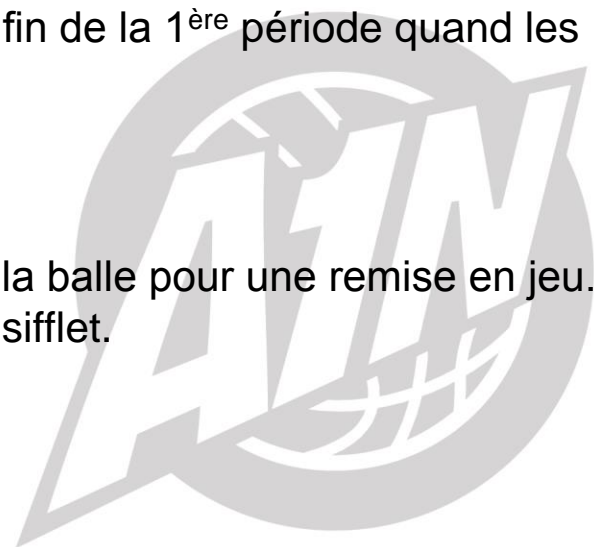 fin de la 1ère période quand les
A1N
la balle pour une remise en jeu.
sifflet.